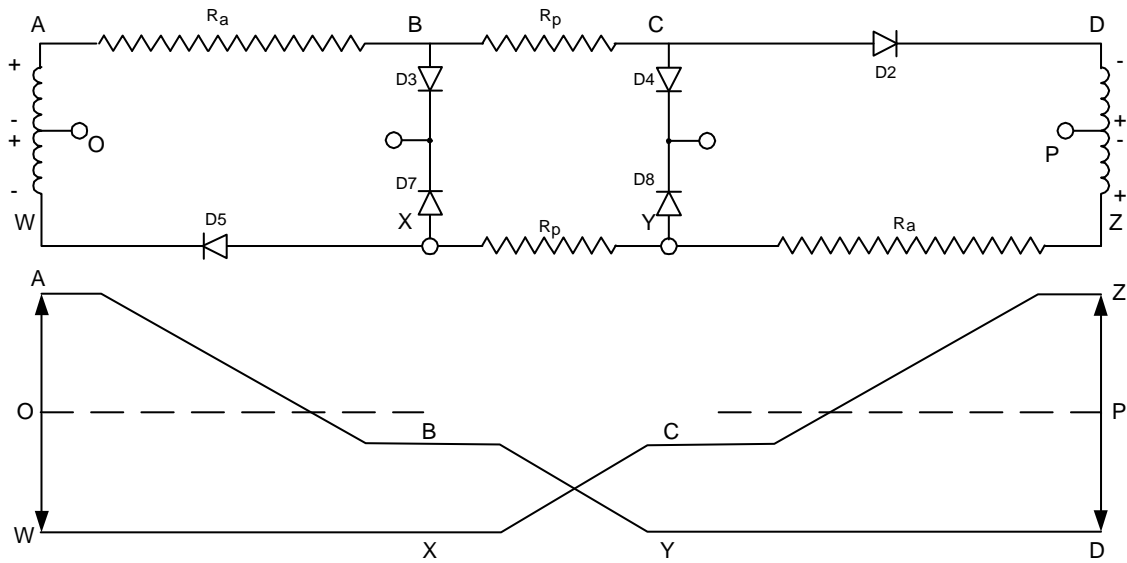 A Ra B Rp C D
+ D3 D4 D2 -
- +
+ O -
P
- D7 D8 +
W D5 X Y Z
Rp Ra
A Z
O B C P
W D
X Y